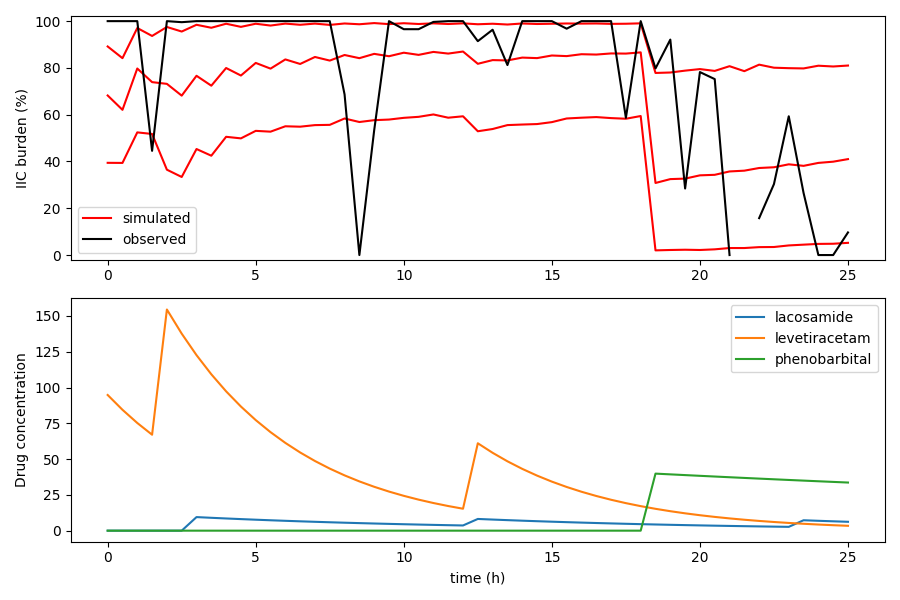 IIC burden (%)
100
80
60
40
20
0
simulated
observed
0 5 10 15 20 25
Drug concentration
150
125
100
75
50
25
0
lacosamide
levetiracetam
phenobarbital
0 5 10 15 20 25
time (h)